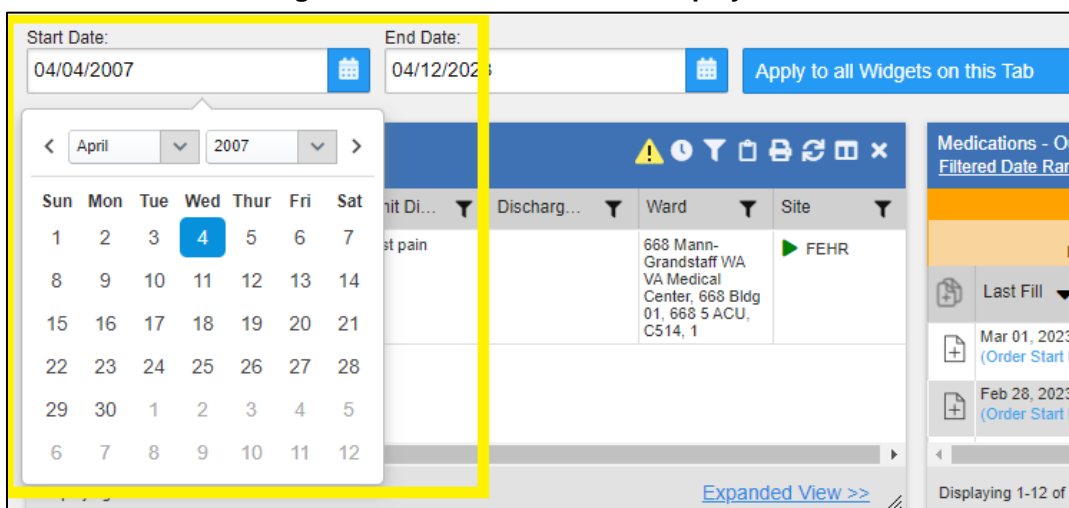 Start Date:
End Date:
04/04/2007
04/12/2023
Apply to all Widgets on this Tab
April
2007
Sun Mon Tue Wed Thur Fri Sat
1 2 3 4 5 6 7
8 9 10 11 12 13 14
15 16 17 18 19 20 21
22 23 24 25 26 27 28
29 30 1 2 3 4 5
6 7 8 9 10 11 12
Di...
Discharg...
Ward
Site
pain
668 Mann-
Grandstaff WA
VA Medical
Center, 668 Bldg
01, 668 5 ACU,
C514, 1
FEHR
Expanded View >>
Medications - O
Filtered Date Ran
Last Fill
Mar 01, 2023
(Order Start
Feb 28, 2023
(Order Start
Displaying 1-12 of